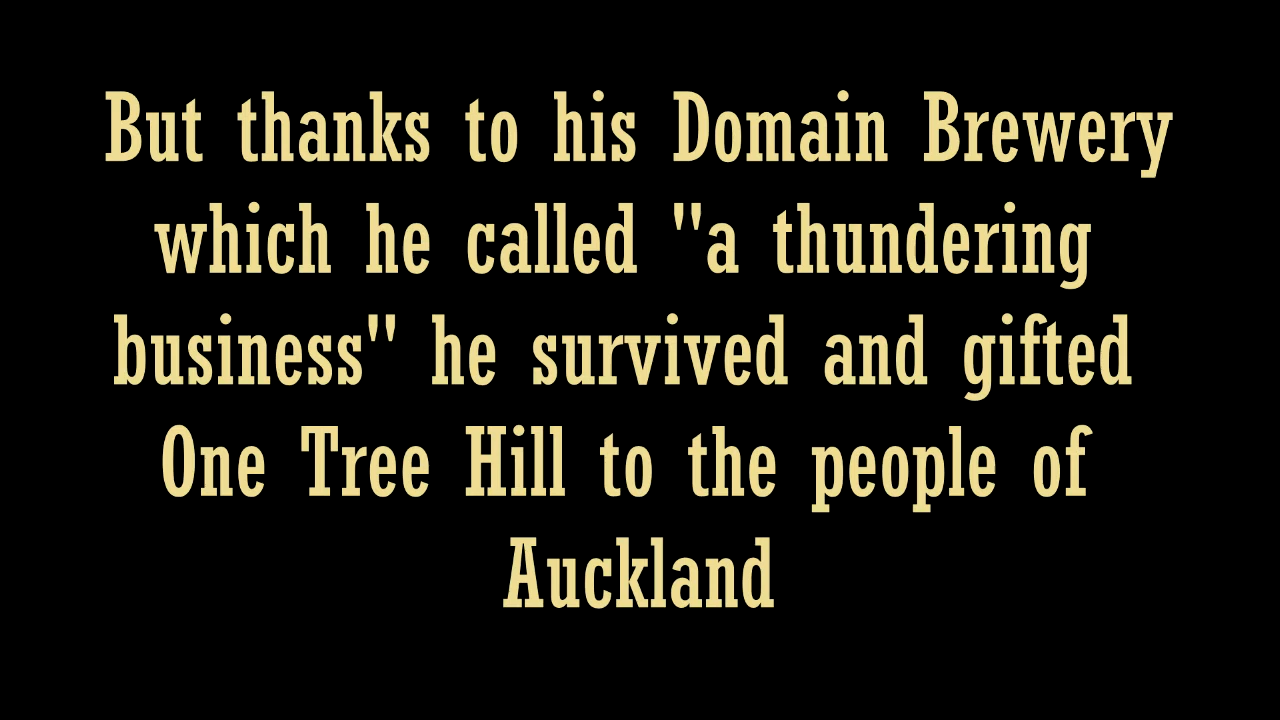 But thanks to his Domain Brewery
which he called "a thundering
business" he survived and gifted
One Tree Hill to the people of
Auckland